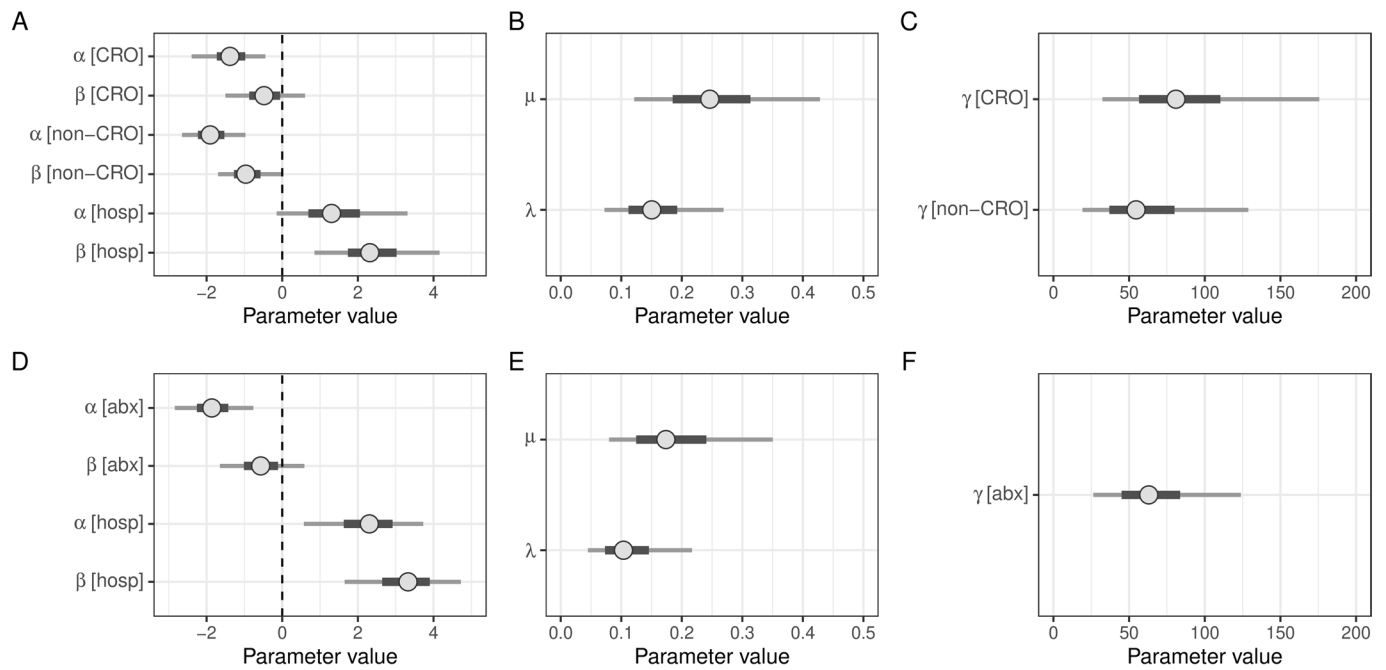 A
α [CRO]
β [CRO]
α [non−CRO]
β [non−CRO]
α [hosp]
β [hosp]
−2 0 2 4
Parameter value
B
μ
λ
0.0 0.1 0.2 0.3 0.4 0.5
Parameter value
C
γ [CRO]
γ [non−CRO]
0 50 100 150 200
Parameter value
D
α [abx]
β [abx]
α [hosp]
β [hosp]
−2 0 2 4
Parameter value
E
μ
λ
0.0 0.1 0.2 0.3 0.4 0.5
Parameter value
F
γ [abx]
0 50 100 150 200
Parameter value